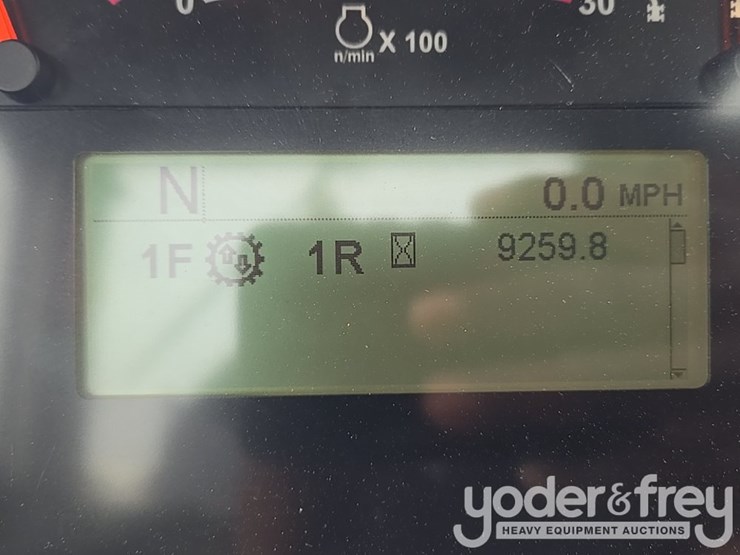 0 30
X 100
n/min
N 0.0 MPH
1F 1R 9259.8
yoder&frey
HEAVY EQUIPMENT AUCTIONS